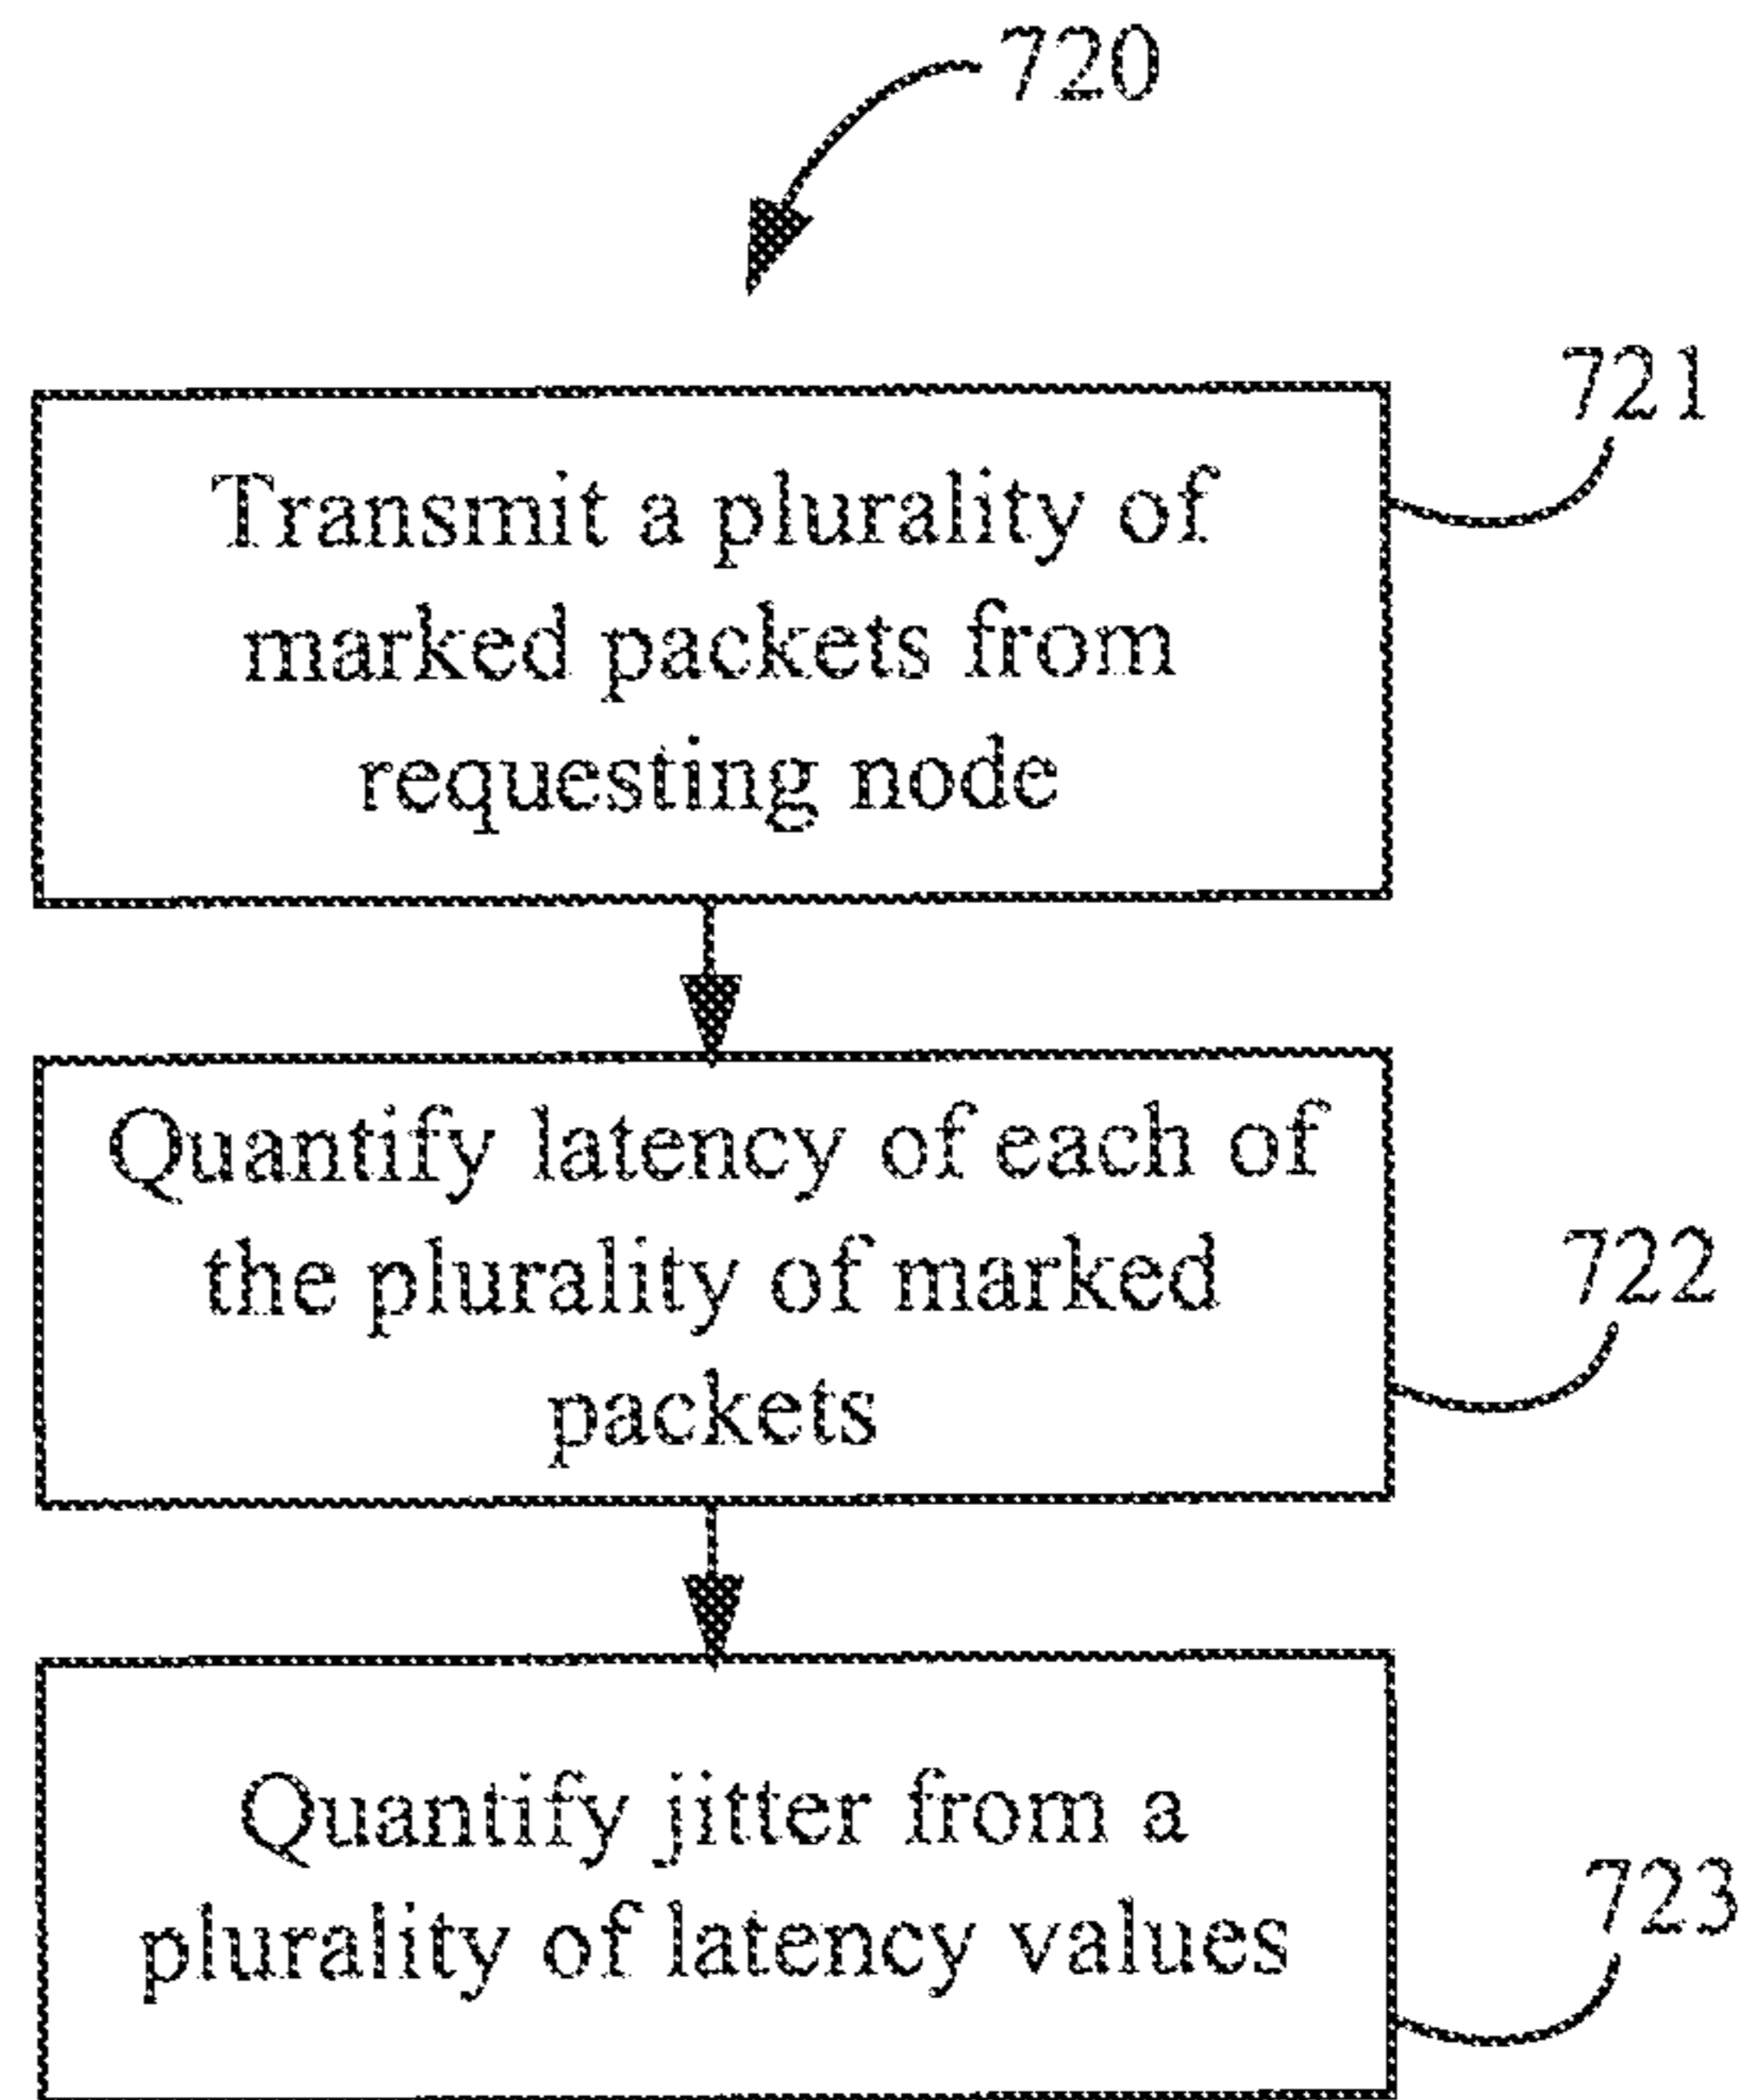 720
721
Transmit a plurality of
marked packets from
requesting node
Quantify latency of each of
the plurality of marked
packets
722
Quantify jitter from a
plurality of latency values
723